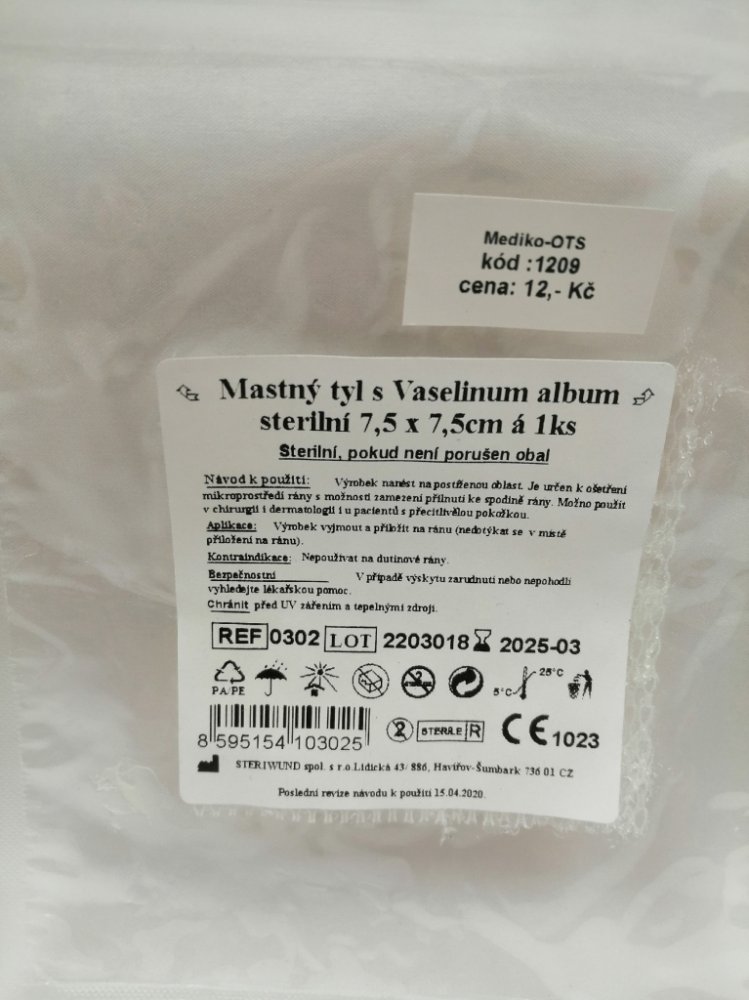 Mediko-OTS
kód :1209
cena: 12,- Kč
Mastný tyl s Vaselinum album
sterilní 7,5 x 7,5cm á 1ks
Sterilní, pokud není porušen obal
Návod k použití: Výrobek nanést na postiženou oblast. Je určen k ošetření
mikroprostředí rány s možností zamezení přilnutí ke spodině rány. Možno použít
v chirurgii i dermatologii i u pacientů s přecitlivělou pokožkou.
Aplikace: Výrobek vyjmout a přiložit na ránu (nedotýkat se v místě
přiložení na ránu).
Kontraindikace: Nepoužívat na dutinové rány.
Bezpečnostní V případě výskytu zarudnutí nebo nepohodlí
vyhledejte lékařskou pomoc.
Chránit před UV zářením a tepelnými zdroji.
REF 0302 LOT 2203018 2025-03
PA/PE 5°C 25°C
8 595154 103025 2 STERILE R CE 1023
STERIWUND spol. s r.o Lidická 43/ 886, Havířov-Šumbark 736 01 CZ
Poslední revize návodu k použití 15.04.2020.